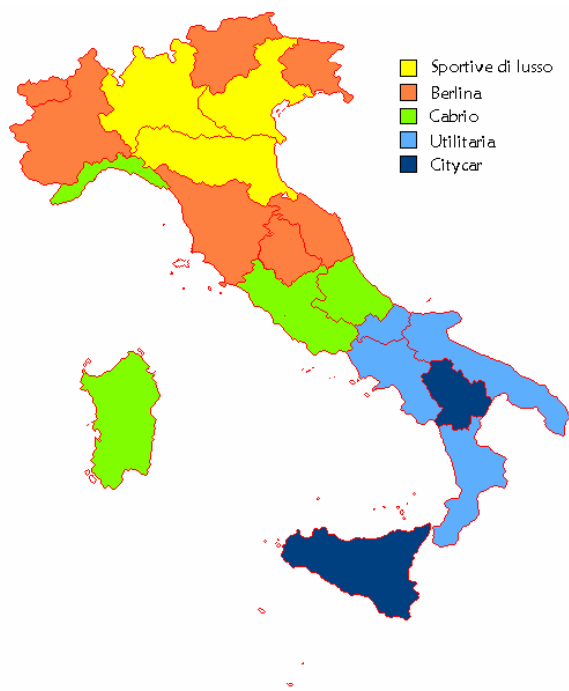 Sportive di lusso
Berlina
Cabrio
Utilitaria
Citycar